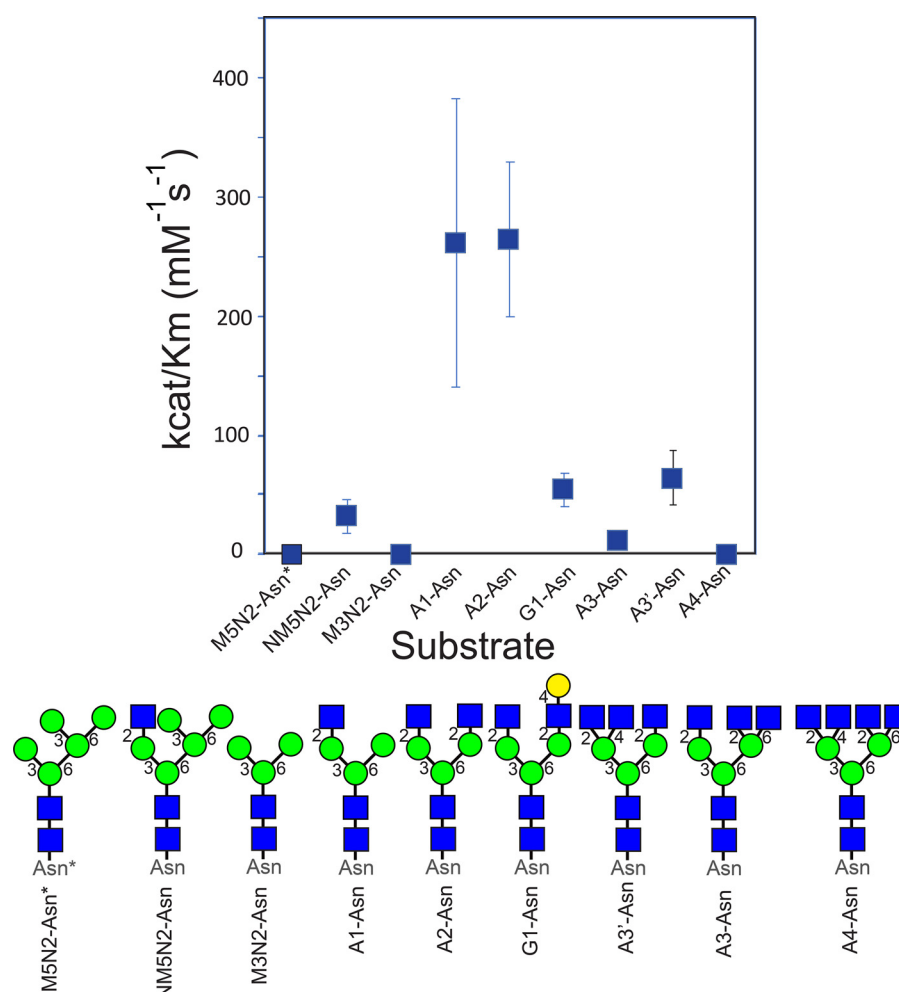 kcat/Km (mM⁻¹s⁻¹)
400
300
200
100
0
M5N2-Asn*
NM5N2-Asn
M3N2-Asn
A1-Asn
A2-Asn
G1-Asn
A3-Asn
A3'-Asn
A4-Asn
Substrate
4
2 2 2 2 2 2 2 4 2 2 2 6 2 4 2 6
3 6 3 6
3 6 3 6 3 6 3 6 3 6 3 6 3 6 3 6 3 6
Asn* Asn Asn Asn Asn Asn Asn Asn Asn
M5N2-Asn*
NM5N2-Asn
M3N2-Asn
A1-Asn
A2-Asn
G1-Asn
A3'-Asn
A3-Asn
A4-Asn